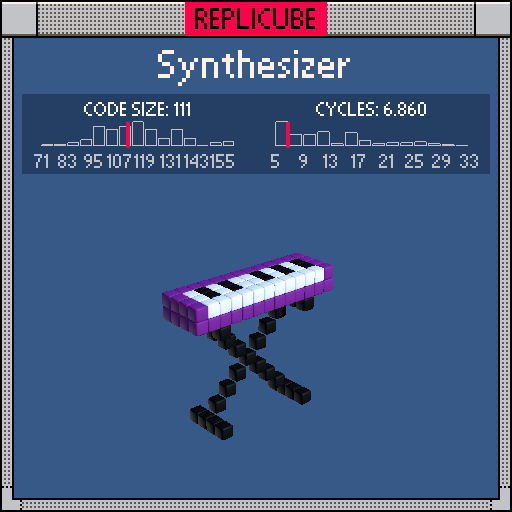 REPLICUBE
Synthesizer
CODE SIZE: 111
CYCLES: 6.860
71 83 95 107 119 131 143 155
5 9 13 17 21 25 29 33